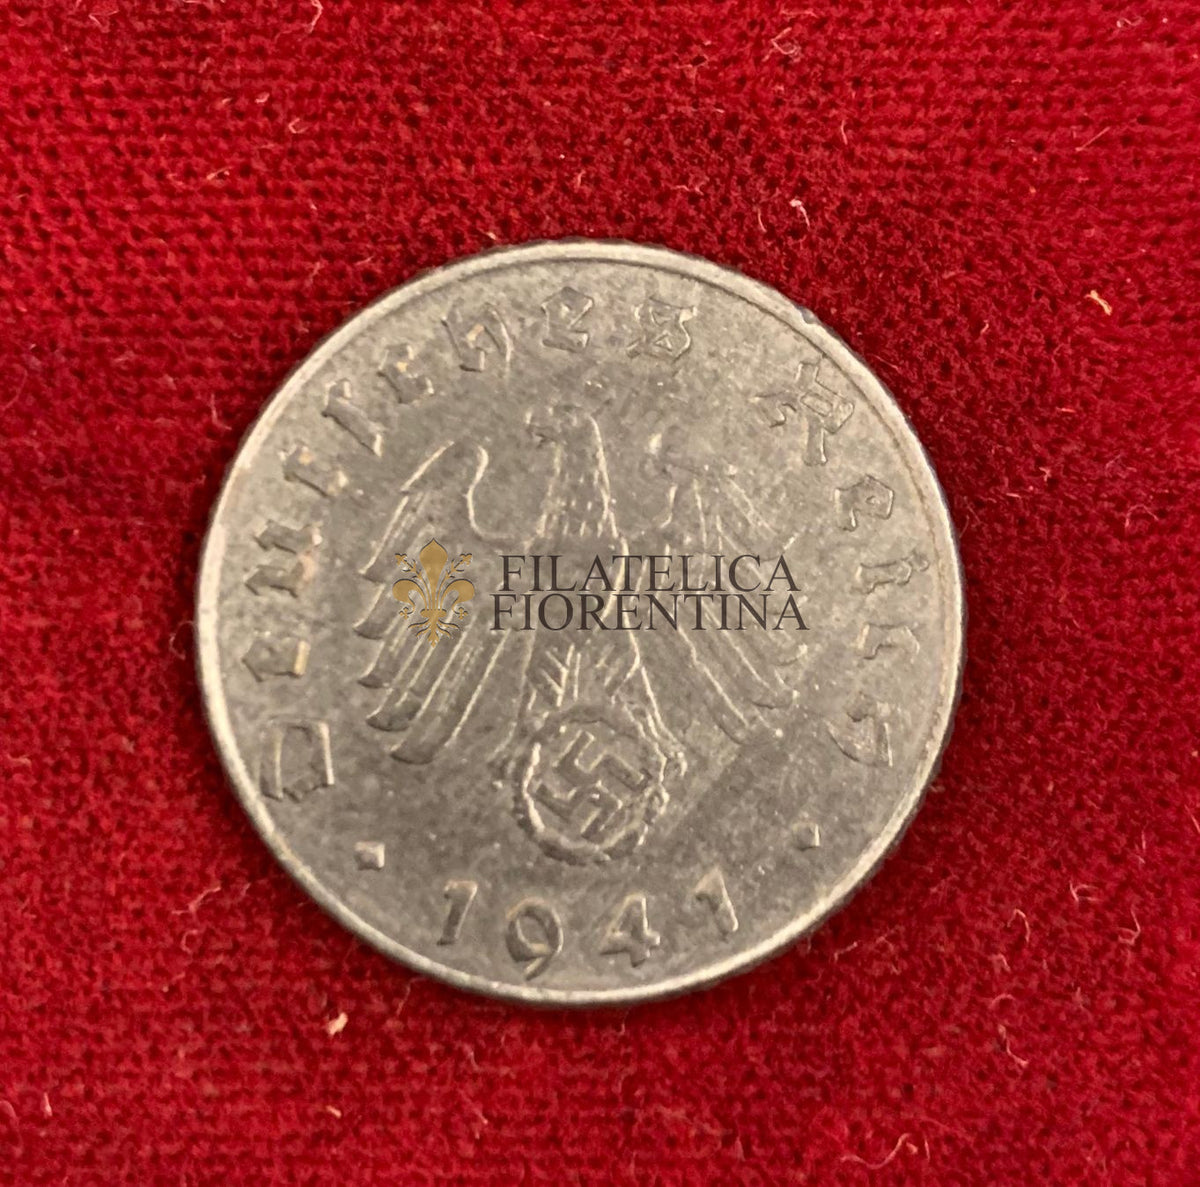 Deutsches Reich
• 1941 •
FILATELICA
FIORENTINA